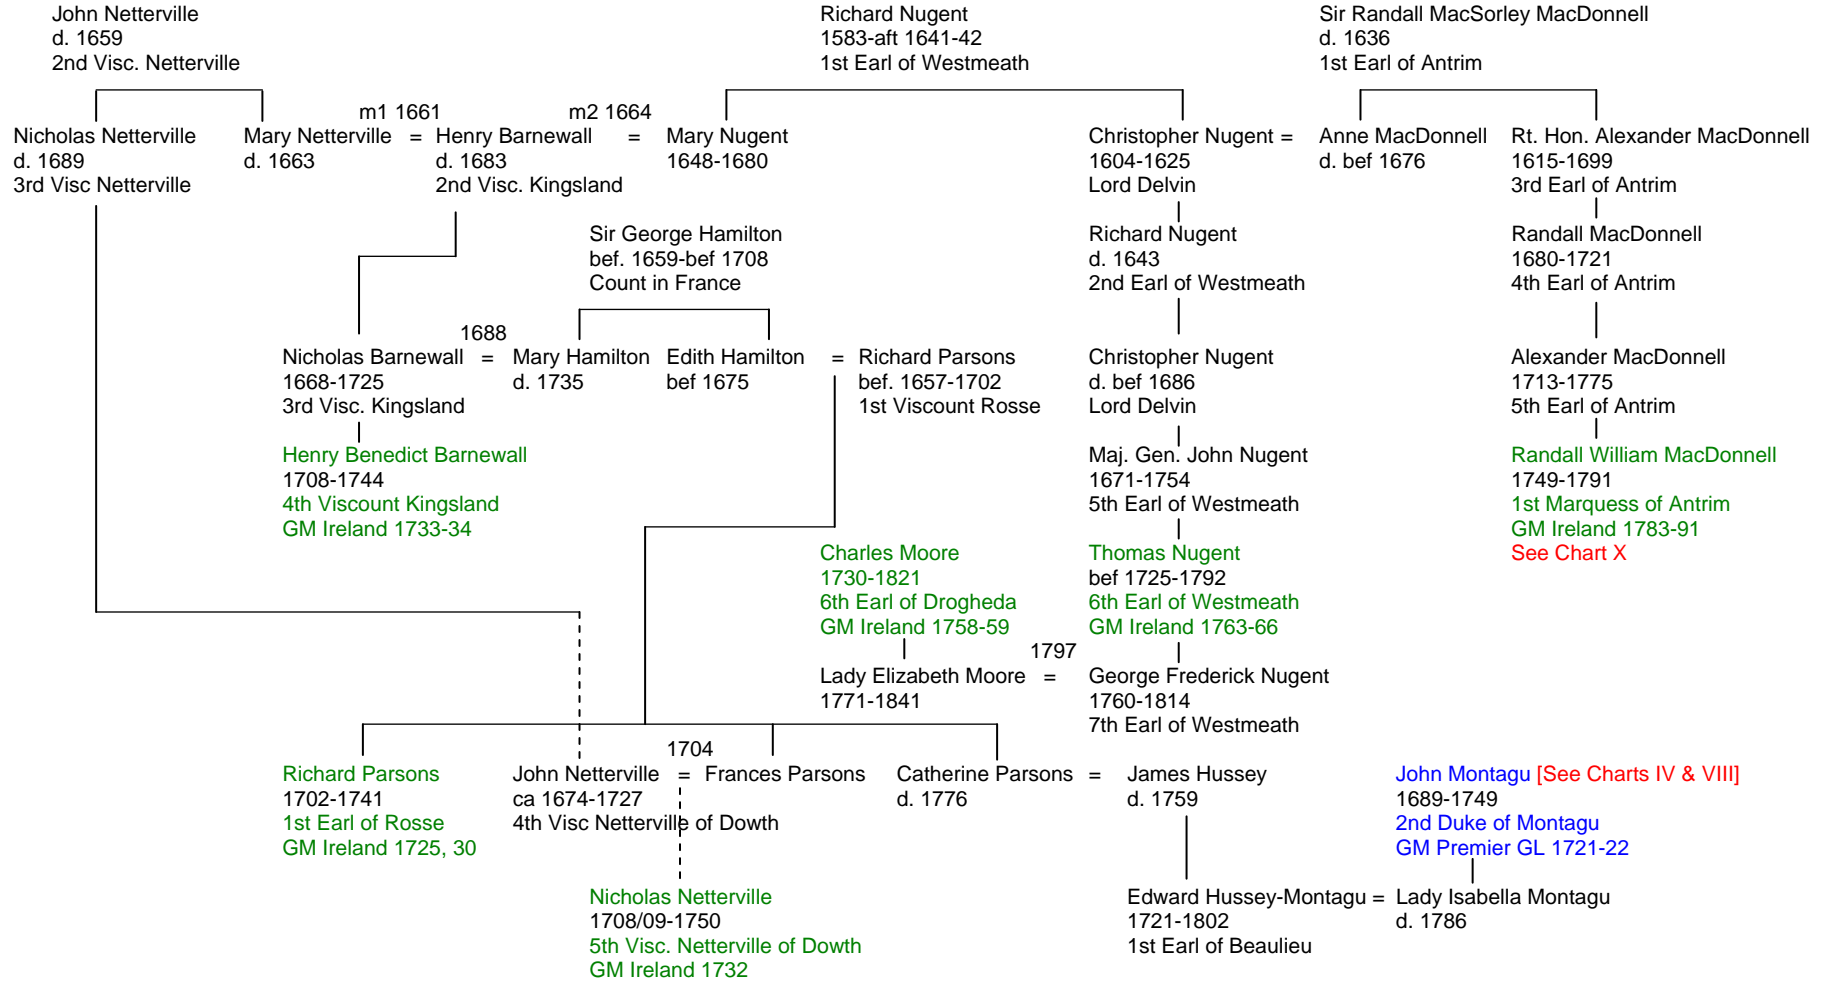 John Netterville
d. 1659
2nd Visc. Netterville
Richard Nugent
1583-aft 1641-42
1st Earl of Westmeath
Sir Randall MacSorley MacDonnell
d. 1636
1st Earl of Antrim
m1 1661
m2 1664
Nicholas Netterville
d. 1689
3rd Visc Netterville
Mary Netterville =
d. 1663
Henry Barnewall =
d. 1683
2nd Visc. Kingsland
Mary Nugent
1648-1680
Christopher Nugent =
1604-1625
Lord Delvin
Anne MacDonnell
d. bef 1676
Rt. Hon. Alexander MacDonnell
1615-1699
3rd Earl of Antrim
Sir George Hamilton
bef. 1659-bef 1708
Count in France
Richard Nugent
d. 1643
2nd Earl of Westmeath
Randall MacDonnell
1680-1721
4th Earl of Antrim
1688
Nicholas Barnewall =
1668-1725
3rd Visc. Kingsland
Mary Hamilton
d. 1735
Edith Hamilton =
bef 1675
Richard Parsons
bef. 1657-1702
1st Viscount Rosse
Christopher Nugent
d. bef 1686
Lord Delvin
Alexander MacDonnell
1713-1775
5th Earl of Antrim
Henry Benedict Barnewall
1708-1744
4th Viscount Kingsland
GM Ireland 1733-34
Maj. Gen. John Nugent
1671-1754
5th Earl of Westmeath
Randall William MacDonnell
1749-1791
1st Marquess of Antrim
GM Ireland 1783-91
See Chart X
Charles Moore
1730-1821
6th Earl of Drogheda
GM Ireland 1758-59
Thomas Nugent
bef 1725-1792
6th Earl of Westmeath
GM Ireland 1763-66
1797
Lady Elizabeth Moore =
1771-1841
George Frederick Nugent
1760-1814
7th Earl of Westmeath
1704
Richard Parsons
1702-1741
1st Earl of Rosse
GM Ireland 1725, 30
John Netterville =
ca 1674-1727
4th Visc Netterville of Dowth
Frances Parsons
Catherine Parsons =
d. 1776
James Hussey
d. 1759
John Montagu [See Charts IV & VIII]
1689-1749
2nd Duke of Montagu
GM Premier GL 1721-22
Nicholas Netterville
1708/09-1750
5th Visc. Netterville of Dowth
GM Ireland 1732
Edward Hussey-Montagu =
1721-1802
1st Earl of Beaulieu
Lady Isabella Montagu
d. 1786